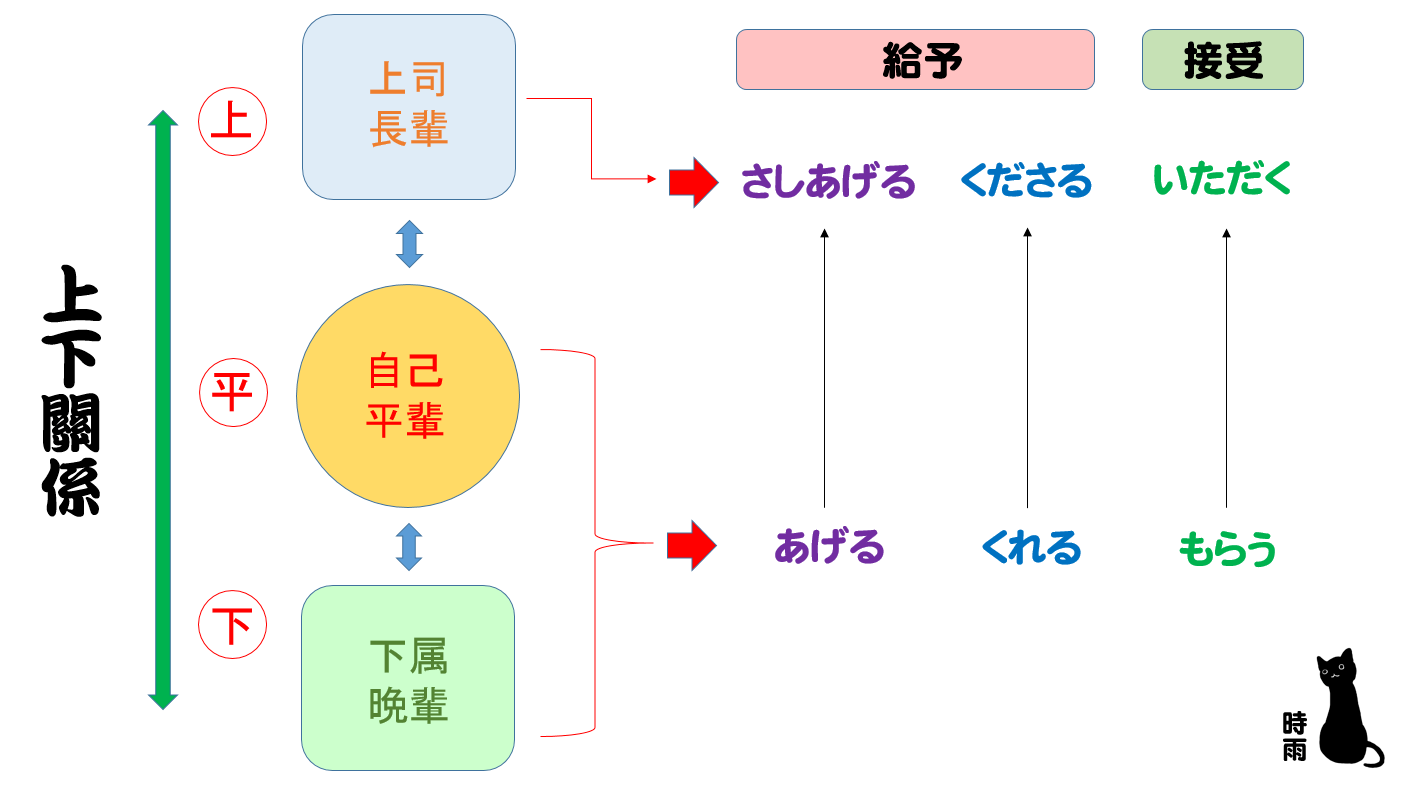 上下關係
上
平
下
上司
長輩
自己
平輩
下属
晩輩
給予
接受
さしあげる
くださる
いただく
あげる
くれる
もらう
時雨